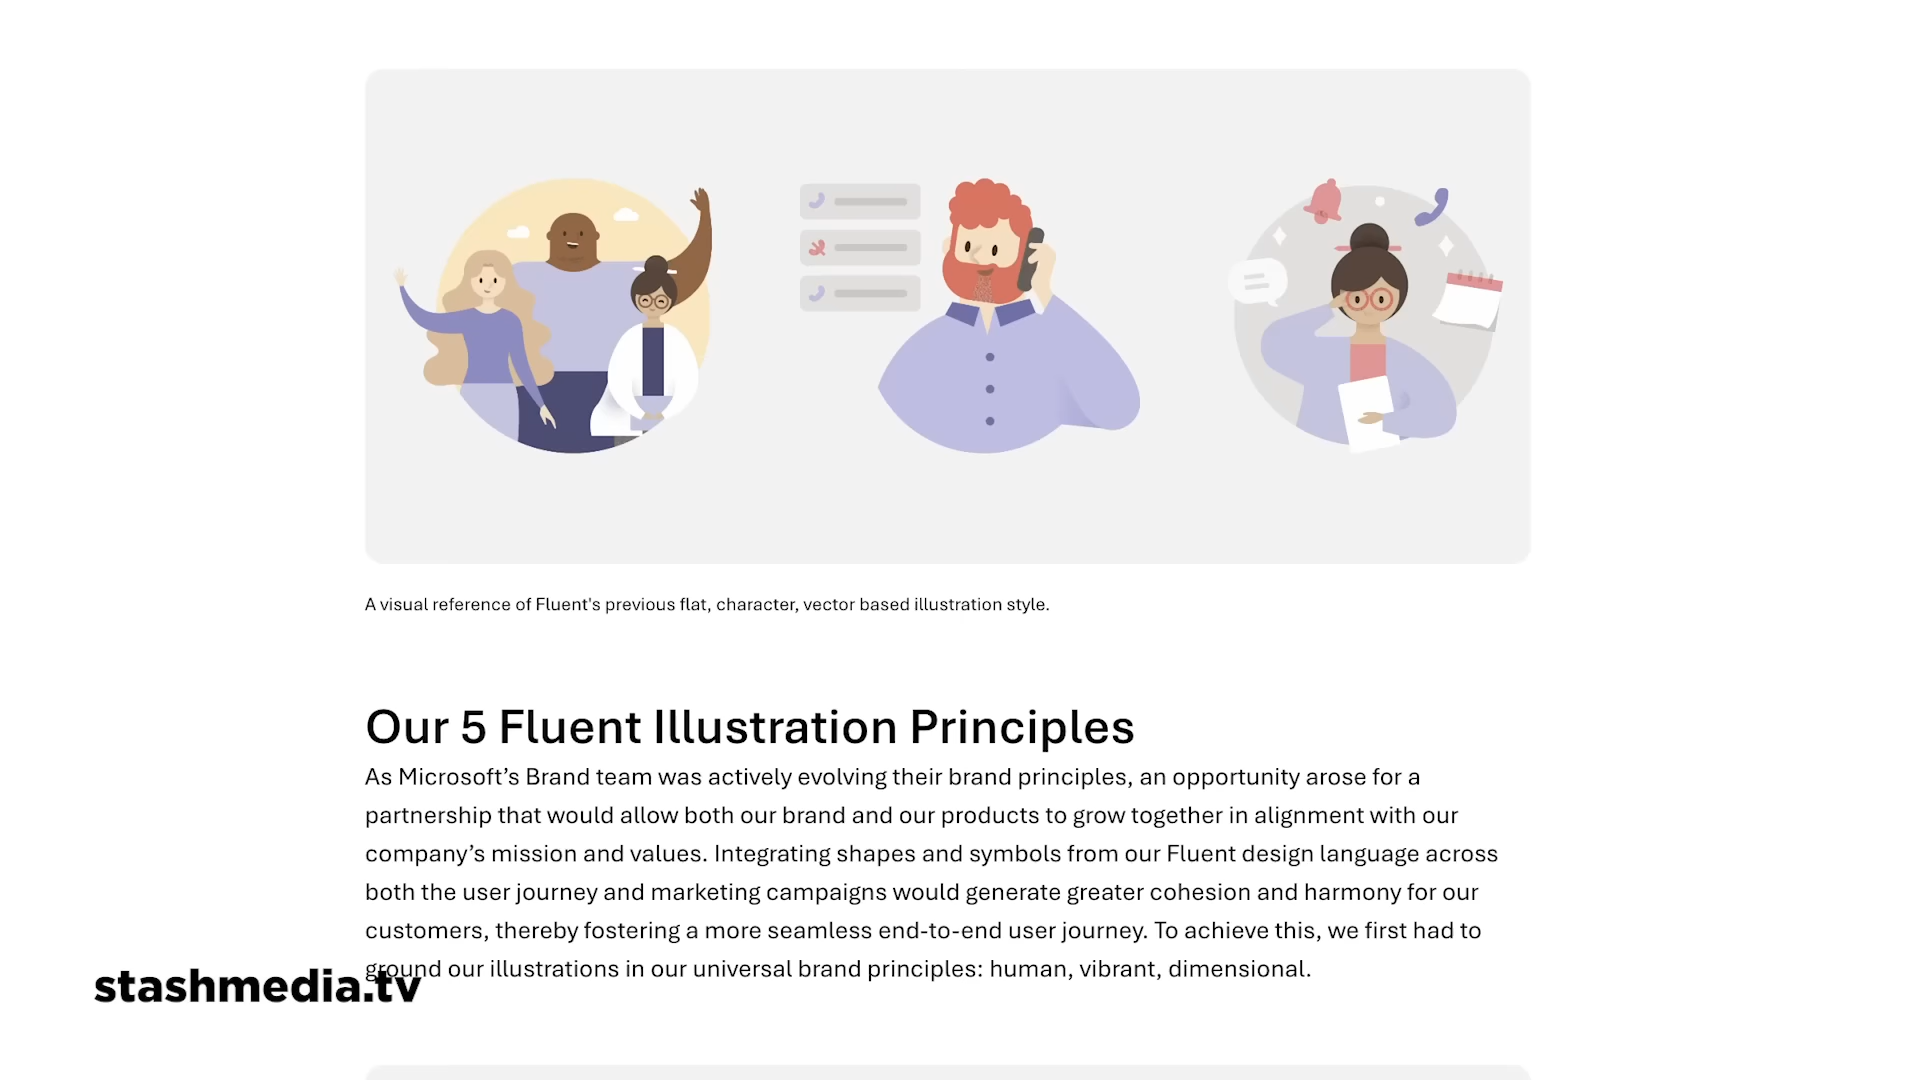 A visual reference of Fluent's previous flat, character, vector based illustration style.
Our 5 Fluent Illustration Principles
As Microsoft’s Brand team was actively evolving their brand principles, an opportunity arose for a
partnership that would allow both our brand and our products to grow together in alignment with our
company’s mission and values. Integrating shapes and symbols from our Fluent design language across
both the user journey and marketing campaigns would generate greater cohesion and harmony for our
customers, thereby fostering a more seamless end-to-end user journey. To achieve this, we first had to
ground our illustrations in our universal brand principles: human, vibrant, dimensional.
stashmedia.tv